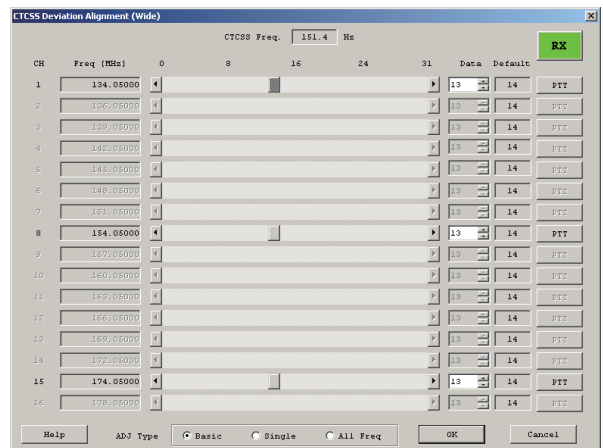 CTCSS Deviation Alignment (Wide)
CTCSS Freq. 151.4 Hz
RX
CH Freq [MHz] 0 8 16 24 31 Data Default
1 134.05000 13 14 PTT
2 136.05000 13 14 PTT
3 139.05000 13 14 PTT
4 142.05000 13 14 PTT
5 145.05000 13 14 PTT
6 148.05000 13 14 PTT
7 151.05000 13 14 PTT
8 154.05000 13 14 PTT
9 157.05000 13 14 PTT
10 160.05000 13 14 PTT
11 163.05000 13 14 PTT
12 166.05000 13 14 PTT
13 169.05000 13 14 PTT
14 172.05000 13 14 PTT
15 174.05000 13 14 PTT
16 178.05000 13 14 PTT
Help ADJ Type Basic Single All Freq OK Cancel